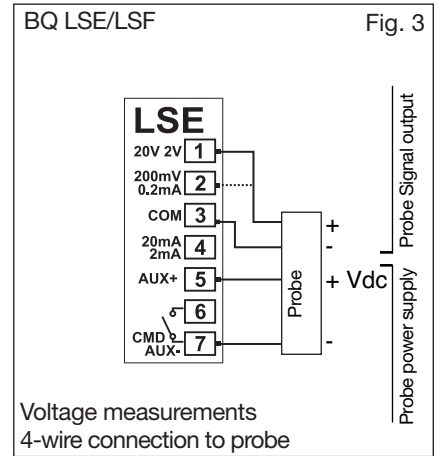 BQ LSE/LSF
Fig. 3
LSE
20V 2V 1
200mV
0.2mA 2
COM 3
20mA
2mA 4
AUX+ 5
6
CMD
AUX- 7
Probe
+
-
+ Vdc
-
Probe Signal output
Probe power supply
Voltage measurements
4-wire connection to probe